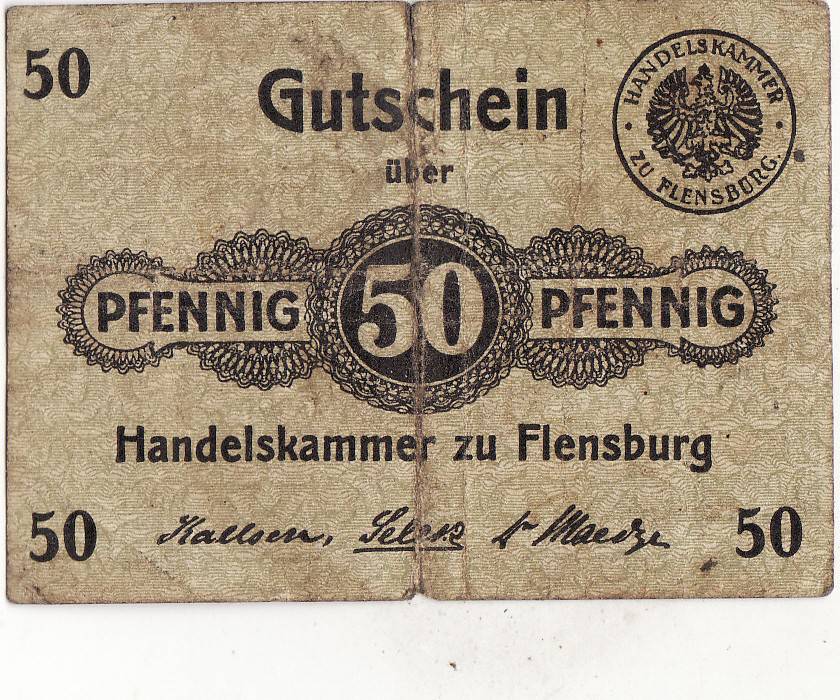 50
Gutschein
HANDELSKAMMER
ZU FLENSBURG.
über
PFENNIG 50 PFENNIG
Handelskammer zu Flensburg
50 50